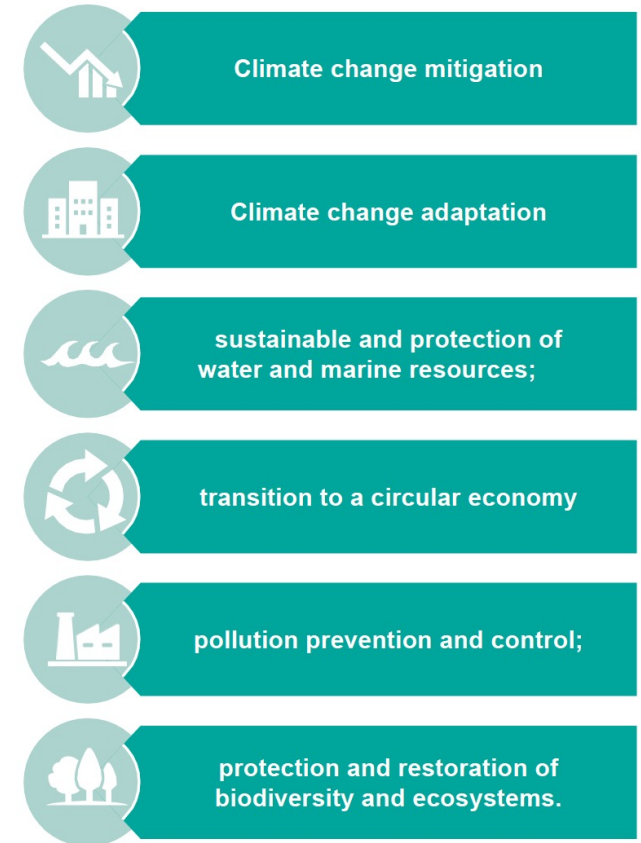 Climate change mitigation
Climate change adaptation
sustainable and protection of
water and marine resources;
transition to a circular economy
pollution prevention and control;
protection and restoration of
biodiversity and ecosystems.